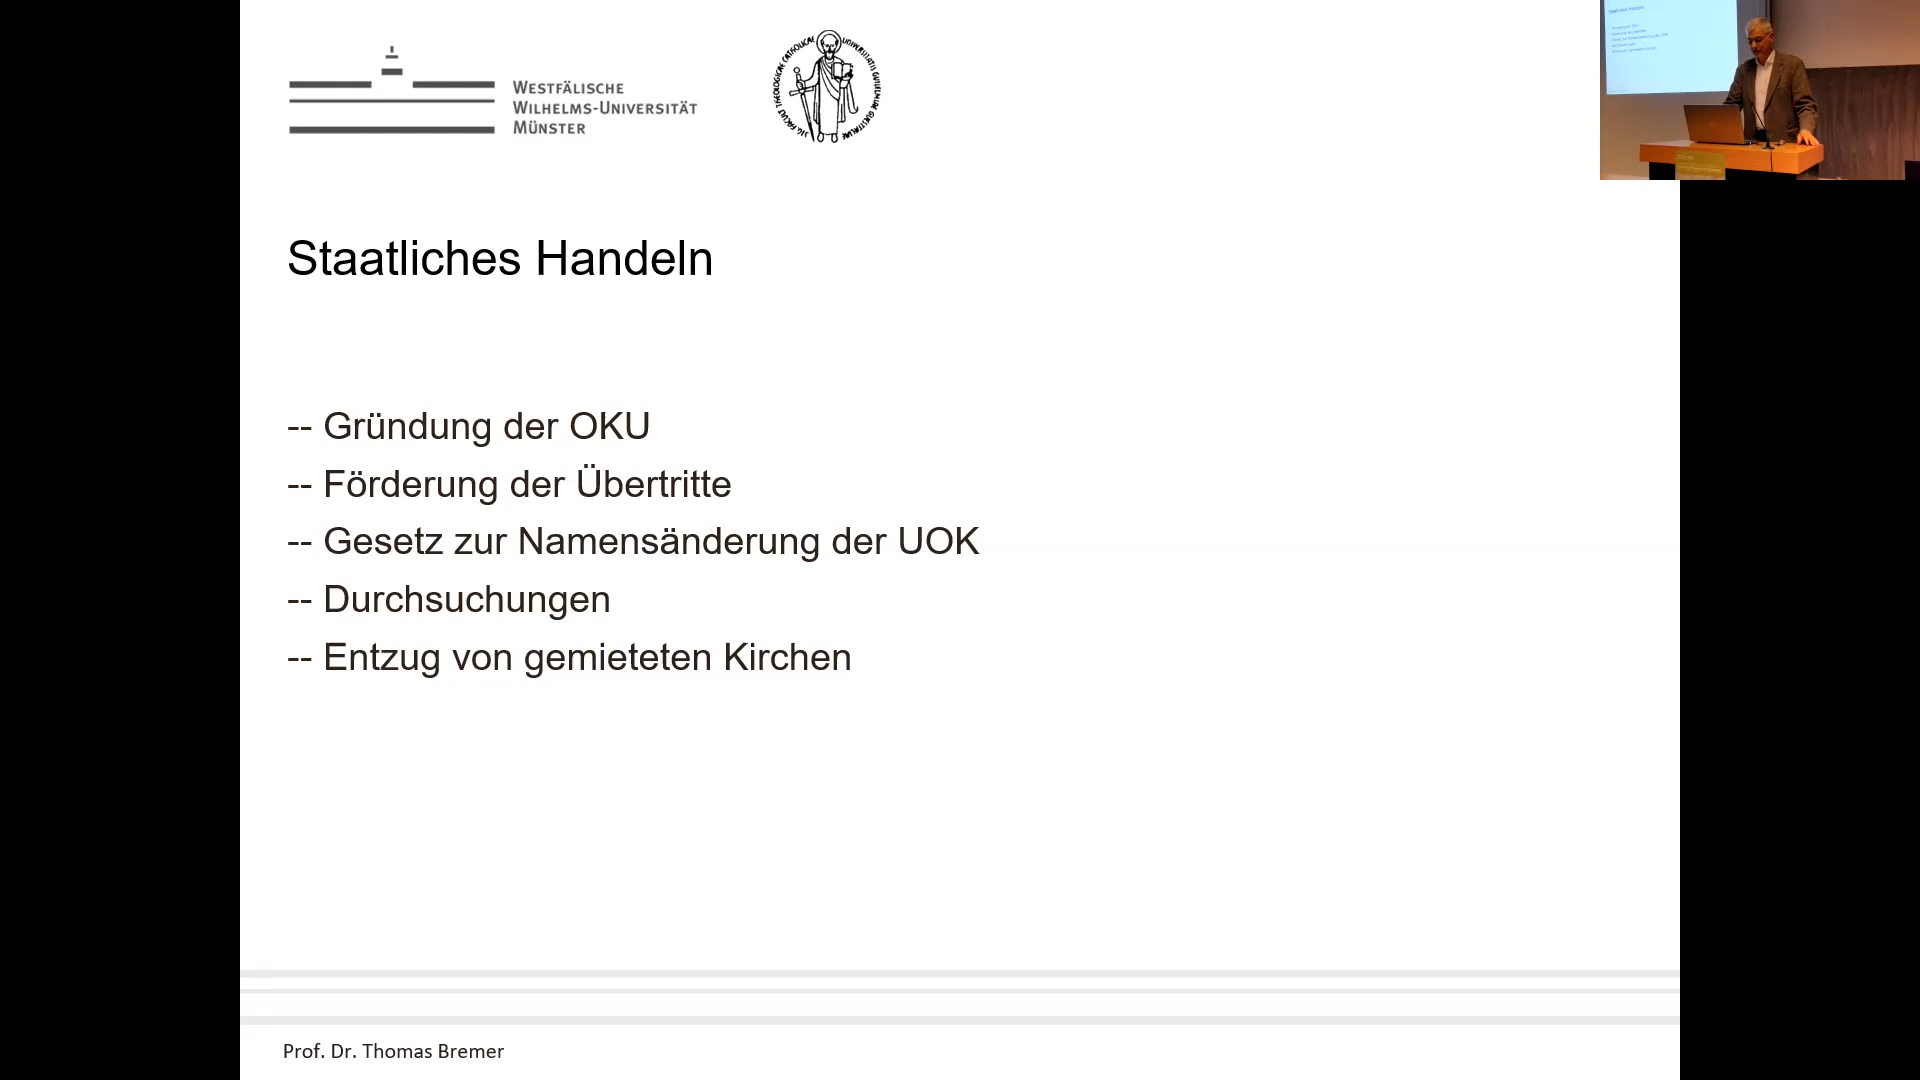 WESTFÄLISCHE
WILHELMS-UNIVERSITÄT
MÜNSTER
Staatliches Handeln
-- Gründung der OKU
-- Förderung der Übertritte
-- Gesetz zur Namensänderung der UOK
-- Durchsuchungen
-- Entzug von gemieteten Kirchen
Prof. Dr. Thomas Bremer